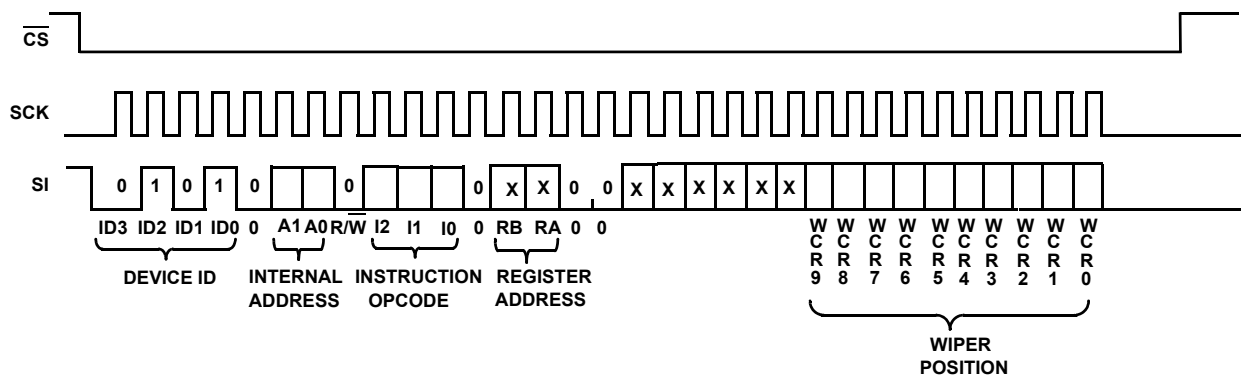 CS
SCK
SI
0 1 0 1 0 0 0 X X 0 0 X X X X X X
ID3 ID2 ID1 ID0 0 A1 A0 R/W I2 I1 I0 0 RB RA 0 0
DEVICE ID
INTERNAL ADDRESS
INSTRUCTION OPCODE
REGISTER ADDRESS
WCR9 WCR8 WCR7 WCR6 WCR5 WCR4 WCR3 WCR2 WCR1 WCR0
WIPER POSITION